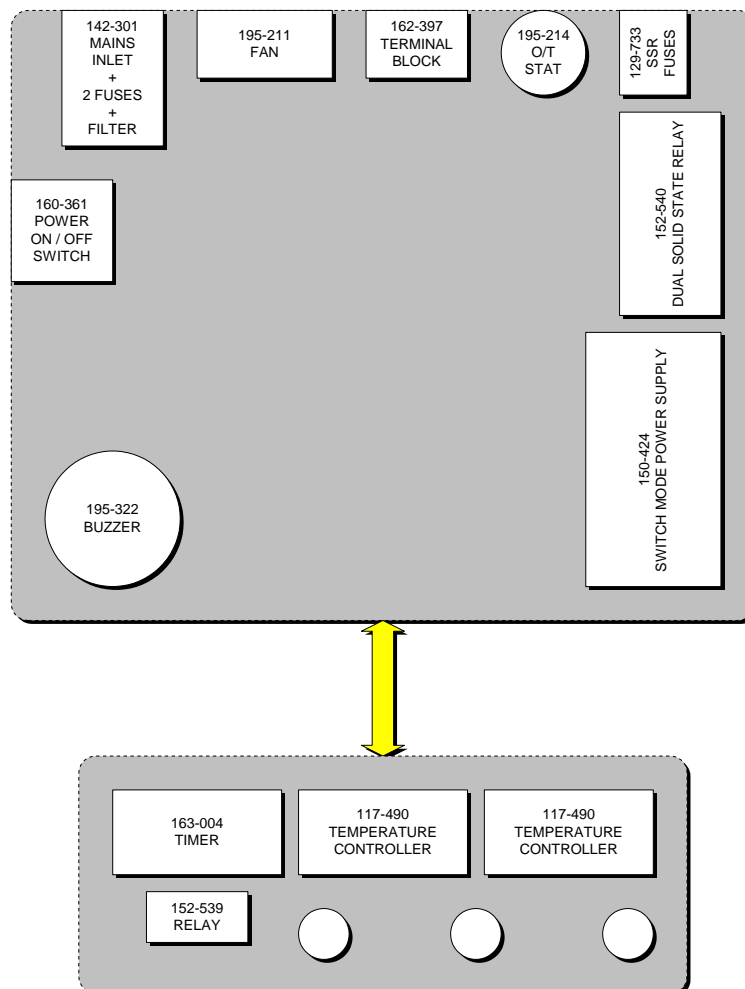 142-301
MAINS
INLET
+
2 FUSES
+
FILTER
195-211
FAN
162-397
TERMINAL
BLOCK
195-214
O/T
STAT
129-733
SSR
FUSES
160-361
POWER
ON / OFF
SWITCH
152-540
DUAL SOLID STATE RELAY
150-424
SWITCH MODE POWER SUPPLY
195-322
BUZZER
163-004
TIMER
117-490
TEMPERATURE
CONTROLLER
117-490
TEMPERATURE
CONTROLLER
152-539
RELAY